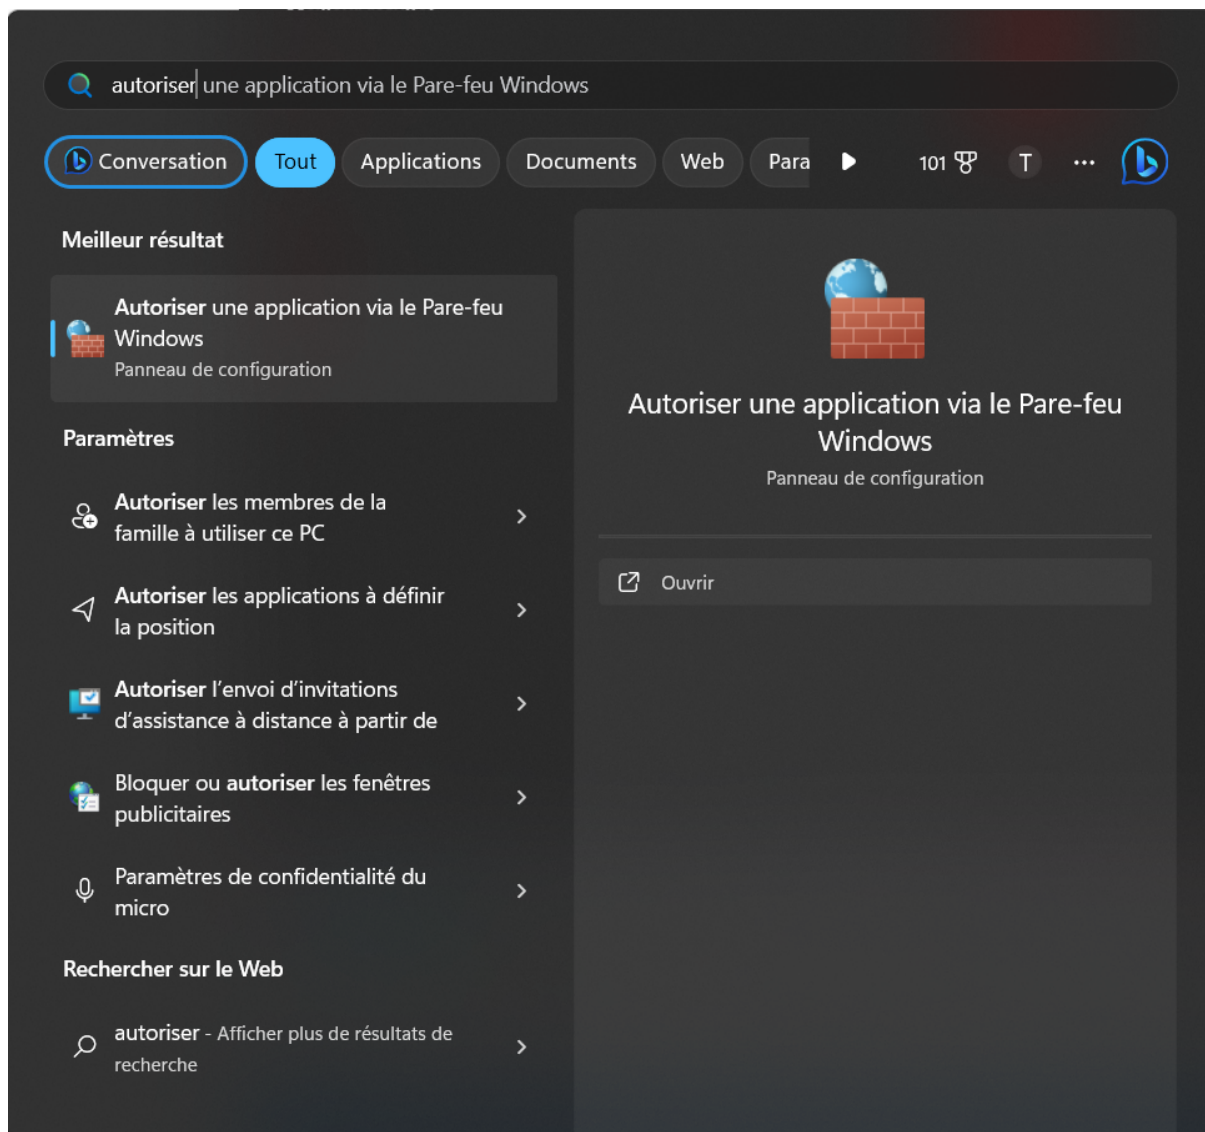 autoriser une application via le Pare-feu Windows
Conversation
Tout
Applications
Documents
Web
Para
101
T
Meilleur résultat
Autoriser une application via le Pare-feu
Windows
Panneau de configuration
Paramètres
Autoriser les membres de la
famille à utiliser ce PC
Autoriser les applications à définir
la position
Autoriser l'envoi d'invitations
d'assistance à distance à partir de
Bloquer ou autoriser les fenêtres
publicitaires
Paramètres de confidentialité du
micro
Rechercher sur le Web
autoriser - Afficher plus de résultats de
recherche
Autoriser une application via le Pare-feu
Windows
Panneau de configuration
Ouvrir